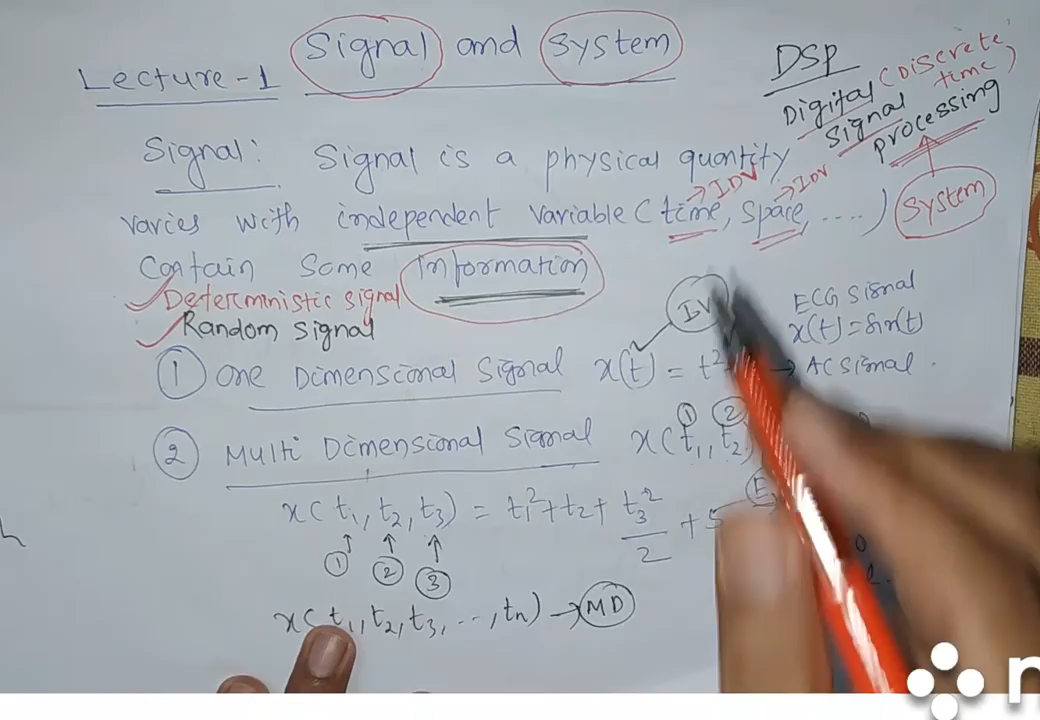 Lecture-1 Signal and System
DSP
Digital (Discrete time)
Signal
processing
System
Signal: Signal is a physical quantity
→IDV →IDV
varies with independent variable (time, space, ....)
Contain Some Information
Deterministic signal
Random Signal
① One Dimensional Signal x(t) = t²
IV
ECG Signal
x(t) = Sin(t)
→ AC Signal.
② Multi Dimensional Signal x(t₁, t₂)
① ②
x(t₁, t₂, t₃) = t₁² + t₂ + t₃²/2 + 5
① ② ③
x(t₁, t₂, t₃, ..., tn) → MD